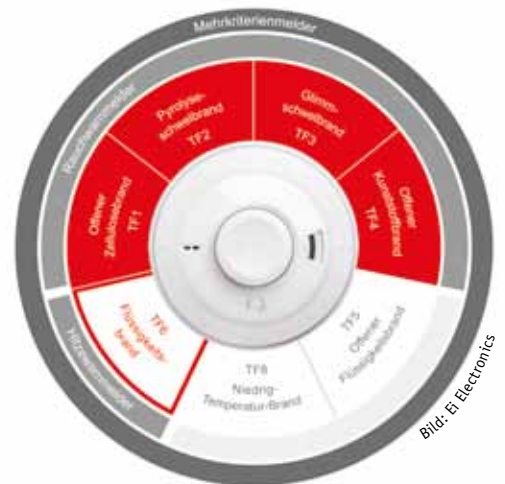 Mehrkriterienmelder
Rauchwarnmelder
Offener
Zellulosebrand
TF1
Pyrolyse-
schwelbrand
TF2
Glimm-
schwelbrand
TF3
Offener
Kunststoffbrand
TF4
TF5
Offener
Flüssigkeitsbrand
TF8
Niedrig-
Temperatur-Brand
TF6
Flüssigkeits-
brand
Hitzewarnmelder
Bild: Ei Electronics